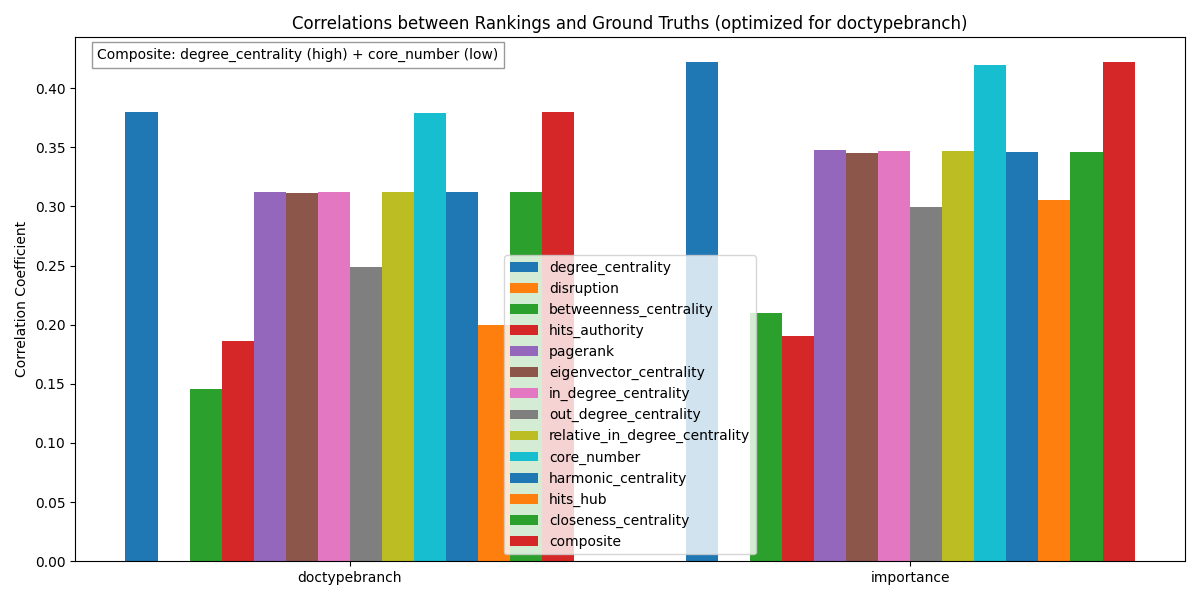 Correlations between Rankings and Ground Truths (optimized for doctypebranch)
Composite: degree_centrality (high) + core_number (low)
Correlation Coefficient
0.40
0.35
0.30
0.25
0.20
0.15
0.10
0.05
0.00
degree_centrality
disruption
betweenness_centrality
hits_authority
pagerank
eigenvector_centrality
in_degree_centrality
out_degree_centrality
relative_in_degree_centrality
core_number
harmonic_centrality
hits_hub
closeness_centrality
composite
doctypebranch
importance